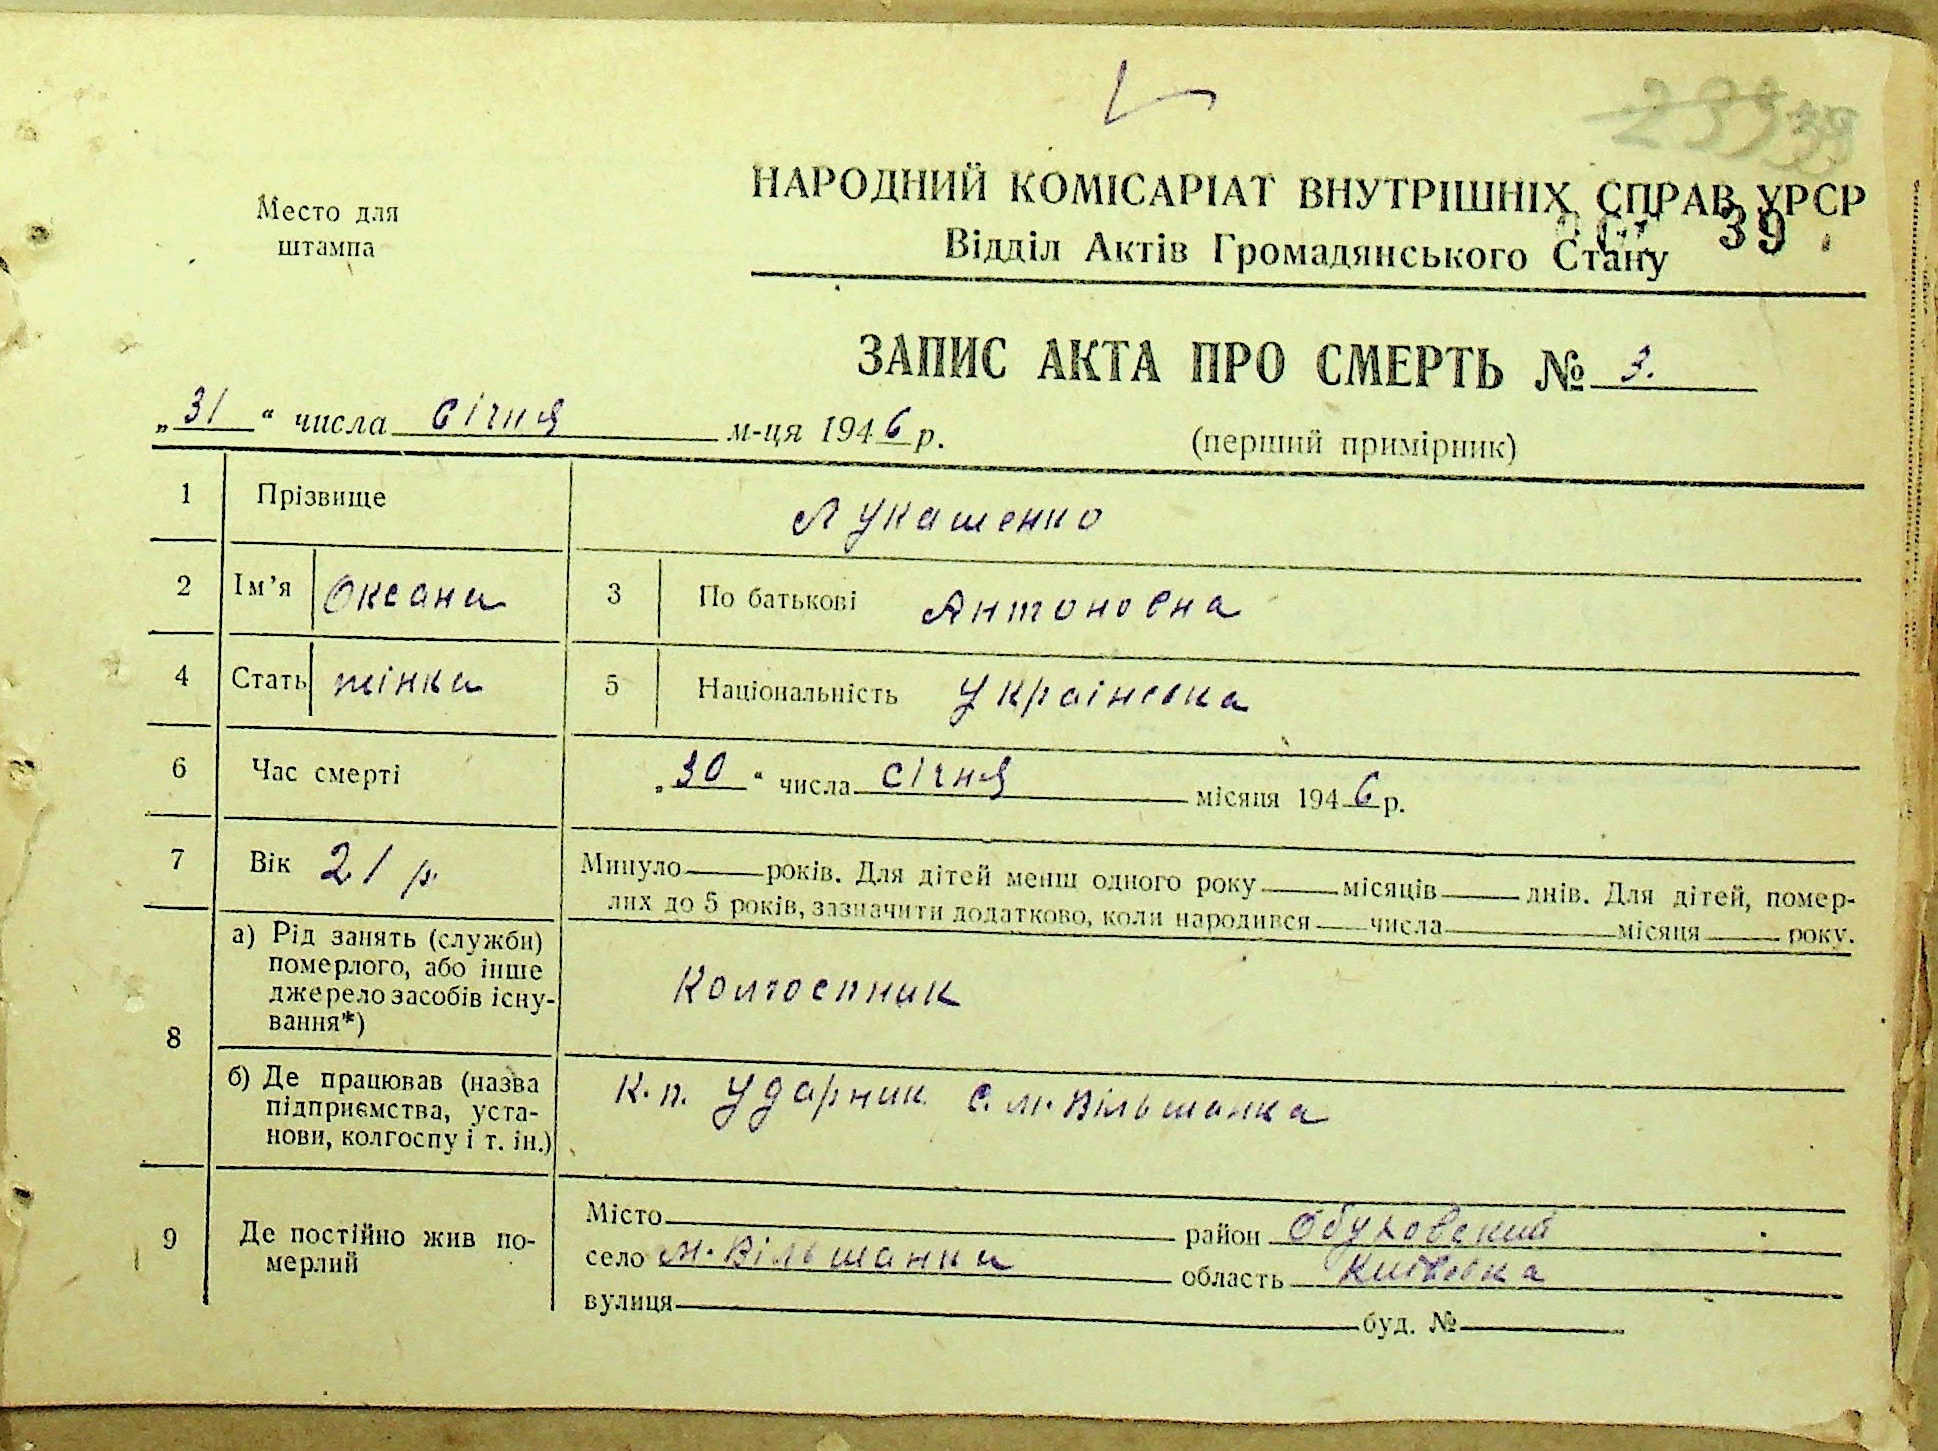 39
Место для
штампа
НАРОДНИЙ КОМІСАРІАТ ВНУТРІШНІХ СПРАВ УРСР
Відділ Актів Громадянського Стану
39
ЗАПИС АКТА ПРО СМЕРТЬ № 3.
„31“ числа січня м-ця 1946 р.
(перший примірник)
1 Прізвище Лукашенко
2 Ім'я Оксана 3 По батькові Антоновна
4 Стать жінка 5 Національність Українська
6 Час смерті „30“ числа січня місяця 1946 р.
7 Вік 21 р. Минуло років. Для дітей менш одного року місяців днів. Для дітей, помер-
лих до 5 років, зазначити додатково, коли народився числа місяця року.
8 а) Рід занять (служби)
померлого, або інше
джерело засобів існу-
вання*)
Колгоспник
б) Де працював (назва
підприємства, уста-
нови, колгоспу і т. ін.)
к.п. Ударник с. м. Вільшанка
9 Де постійно жив по-
мерлий
Місто район Обуховский
село м. Вільшанка область Київська
вулиця буд. №